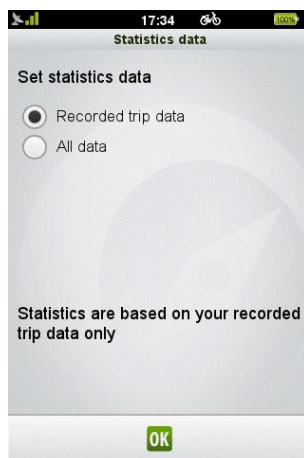 17:34 100%
Statistics data
Set statistics data
Recorded trip data
All data
Statistics are based on your recorded
trip data only
OK